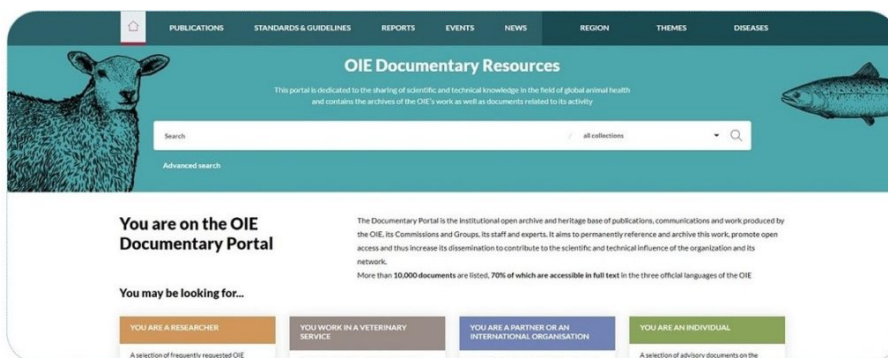 PUBLICATIONS STANDARDS & GUIDELINES REPORTS EVENTS NEWS REGION THEMES DISEASES
OIE Documentary Resources
This portal is dedicated to the sharing of scientific and technical knowledge in the field of global animal health
and contains the archives of the OIE's work as well as documents related to its activity
Search / all collections
Advanced search
You are on the OIE
Documentary Portal
The Documentary Portal is the institutional open archive and heritage base of publications, communications and work produced by
the OIE, its Commissions and Groups, its staff and experts. It aims to permanently reference and archive this work, promote open
access and thus increase its dissemination to contribute to the scientific and technical influence of the organization and its
network.
More than 10,000 documents are listed, 70% of which are accessible in full text in the three official languages of the OIE
You may be looking for...
YOU ARE A RESEARCHER
YOU WORK IN A VETERINARY
SERVICE
YOU ARE A PARTNER OR AN
INTERNATIONAL ORGANISATION
YOU ARE AN INDIVIDUAL
A selection of frequently requested OIE
A selection of advisory documents on the